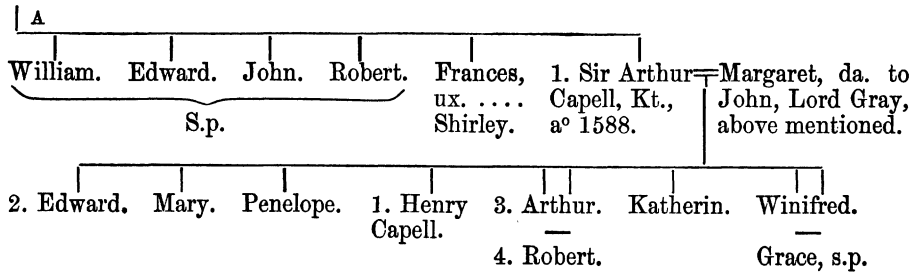 A
William. Edward. John. Robert. Frances, 1. Sir Arthur Margaret, da. to
ux. .... Capell, Kt., John, Lord Gray,
S.p. Shirley. aº 1588. above mentioned.
2. Edward. Mary. Penelope. 1. Henry 3. Arthur. Katherin. Winifred.
Capell. — —
4. Robert. Grace, s.p.